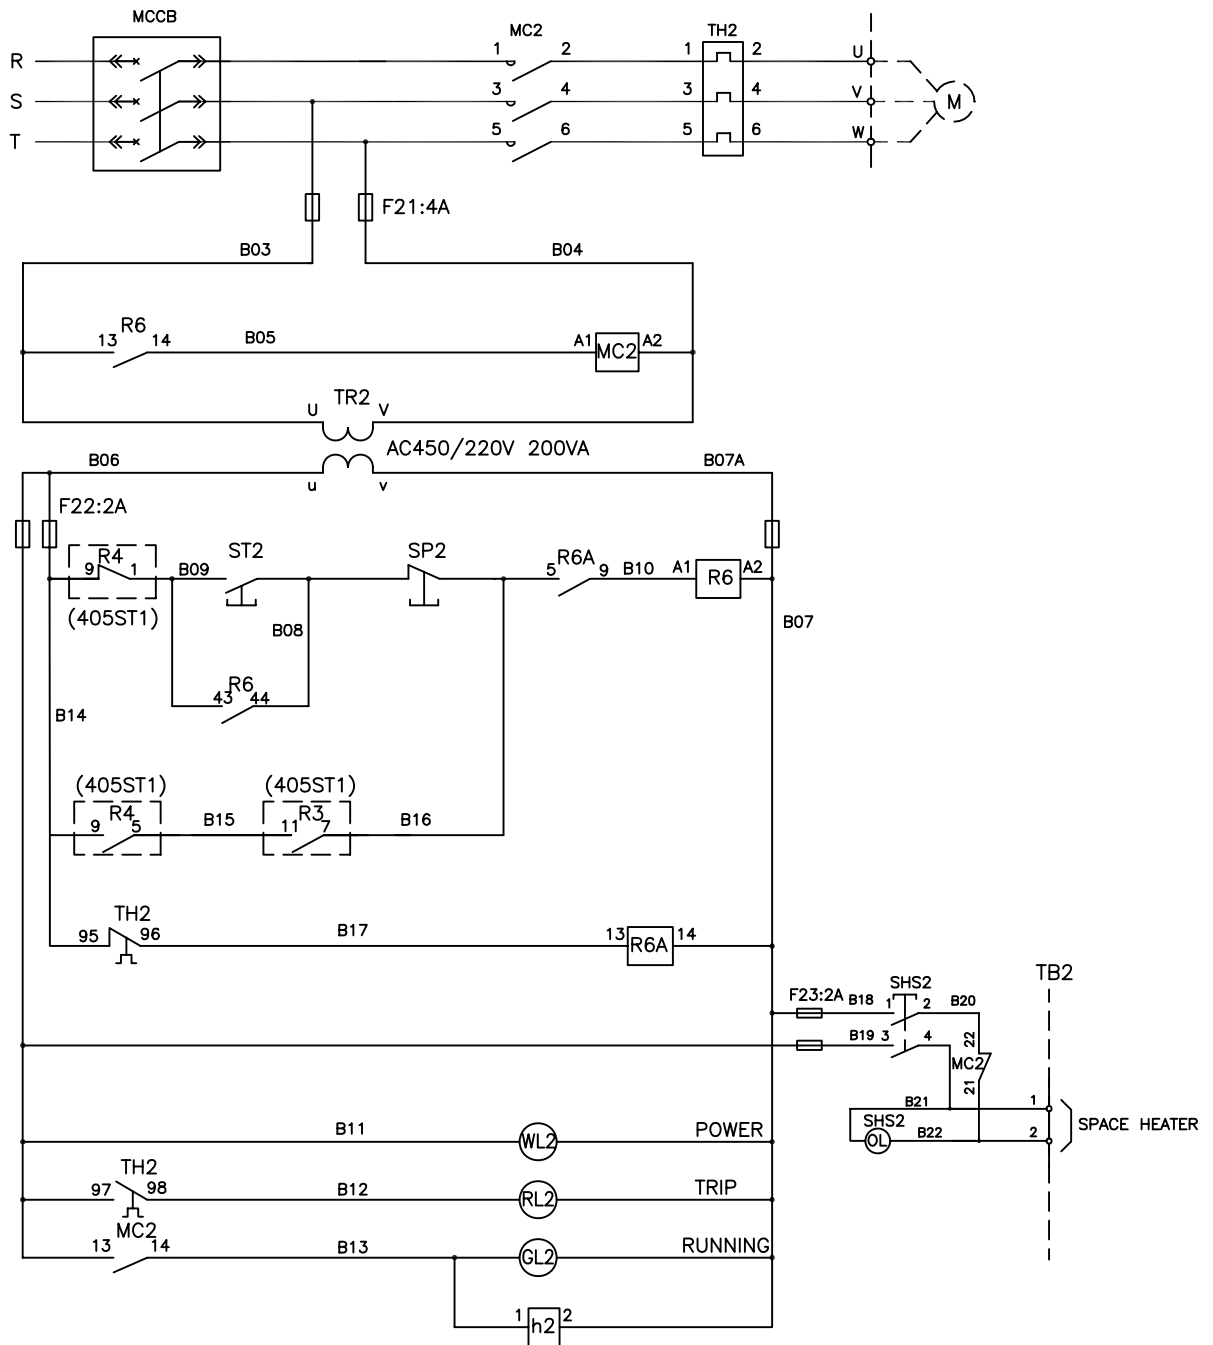 MCCB
MC2
TH2
R 1 2 1 2 U
S 3 4 3 4 V M
T 5 6 5 6 W
F21:4A
B03 B04
R6
13 14 B05 A1 MC2 A2
TR2
U V
AC450/220V 200VA
B06 B07A
u v
F22:2A
R4 ST2 SP2 R6A
9 1 B09 5 9 B10 A1 R6 A2
(405ST1)
B08 B07
R6
43 44
B14
(405ST1) (405ST1)
R4 R3
9 5 B15 11 7 B16
TH2
95 96 B17 13 R6A 14
TB2
SHS2
F23:2A B18 1 2 B20
B19 3 4 22
MC2
21
B21 1
SHS2
OL B22 2
SPACE HEATER
B11 WL2 POWER
TH2
97 98 B12 RL2 TRIP
MC2
13 14 B13 GL2 RUNNING
1 h2 2